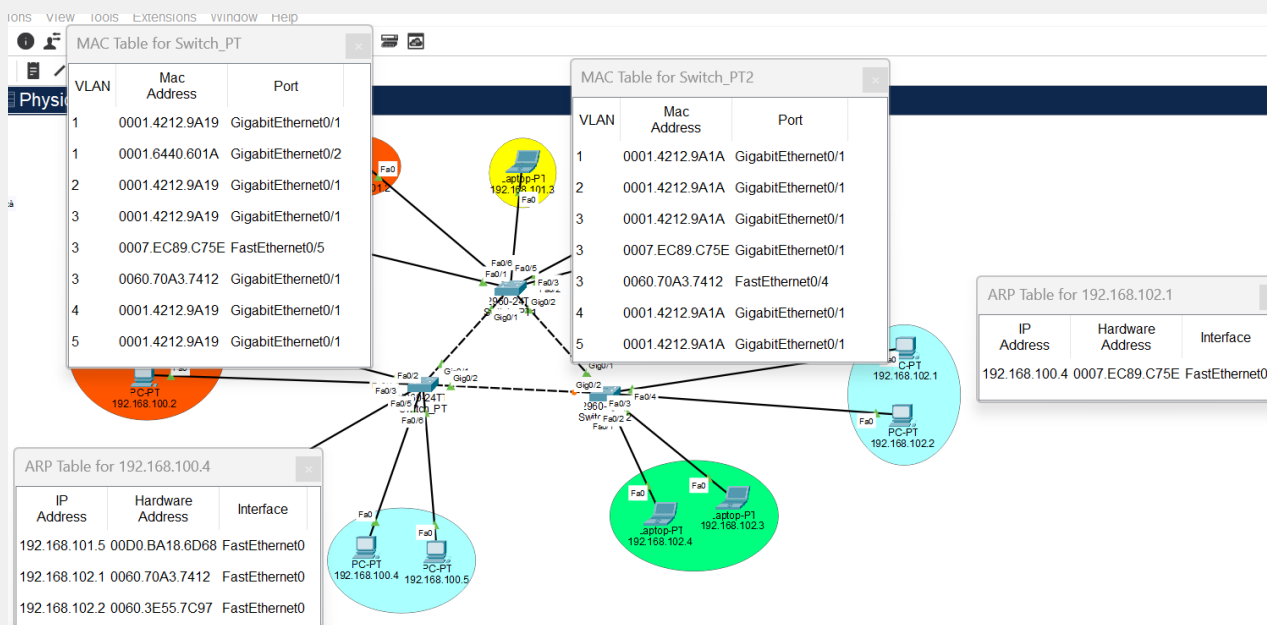 ions View Tools Extensions Window Help
MAC Table for Switch_PT
VLAN Mac Address Port
1 0001.4212.9A19 GigabitEthernet0/1
1 0001.6440.601A GigabitEthernet0/2
2 0001.4212.9A19 GigabitEthernet0/1
3 0001.4212.9A19 GigabitEthernet0/1
3 0007.EC89.C75E FastEthernet0/5
3 0060.70A3.7412 GigabitEthernet0/1
4 0001.4212.9A19 GigabitEthernet0/1
5 0001.4212.9A19 GigabitEthernet0/1
MAC Table for Switch_PT2
VLAN Mac Address Port
1 0001.4212.9A1A GigabitEthernet0/1
2 0001.4212.9A1A GigabitEthernet0/1
3 0001.4212.9A1A GigabitEthernet0/1
3 0007.EC89.C75E GigabitEthernet0/1
3 0060.70A3.7412 FastEthernet0/4
4 0001.4212.9A1A GigabitEthernet0/1
5 0001.4212.9A1A GigabitEthernet0/1
Physi
Fa0
Laptop-PT
192.168.101.3
Fa0
Fa0/6
Fa0/5
Fa0/1
Fa0/3
Gig0/2
Gig0/1
ARP Table for 192.168.102.1
IP Address Hardware Address Interface
192.168.100.4 0007.EC89.C75E FastEthernet0
PC-PT
192.168.102.1
Fa0
PC-PT
192.168.102.2
Gig0/1
Gig0/2
Fa0/4
Fa0/3
Fa0/2
PC-PT
192.168.100.2
Fa0/2
Gig0/2
Fa0/3
Fa0/5
Fa0/6
Fa0
Fa0
Laptop-PT
192.168.102.3
Laptop-PT
192.168.102.4
ARP Table for 192.168.100.4
IP Address Hardware Address Interface
192.168.101.5 00D0.BA18.6D68 FastEthernet0
192.168.102.1 0060.70A3.7412 FastEthernet0
192.168.102.2 0060.3E55.7C97 FastEthernet0
Fa0
Fa0
PC-PT
192.168.100.4
PC-PT
192.168.100.5